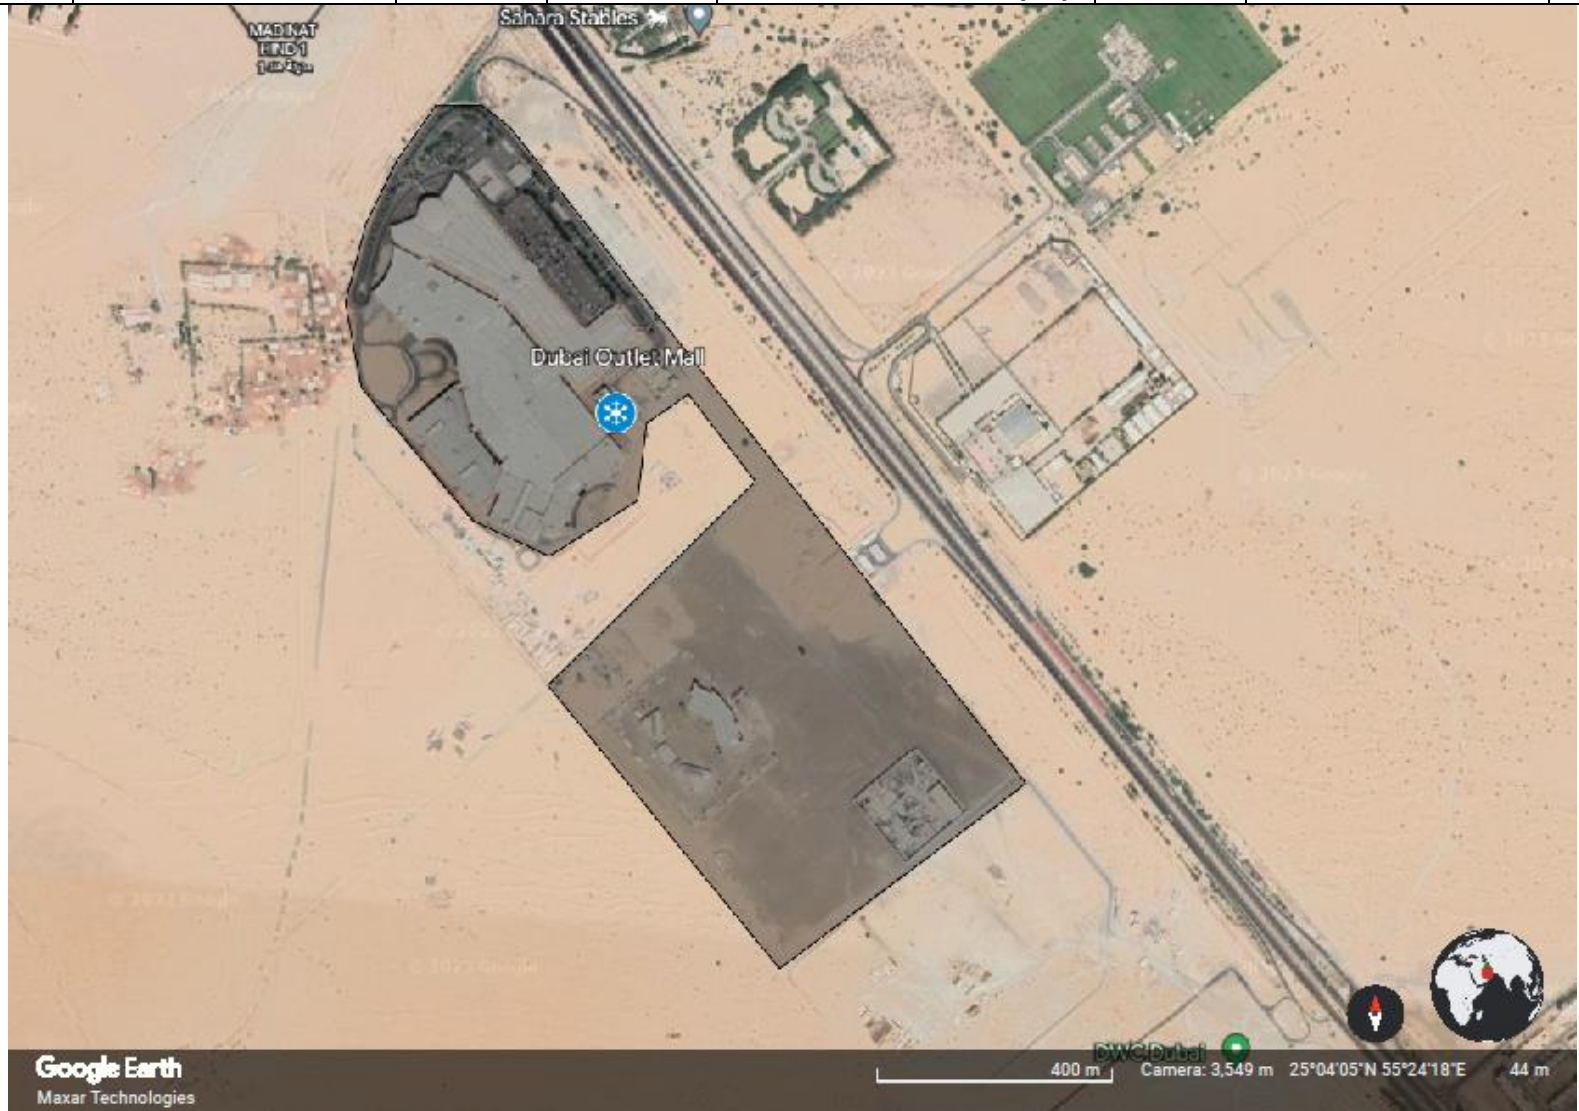 Sahara Stables
MADINAT
HIND 1
Dubai Outlet Mall
DWC Dubai
Google Earth
Maxar Technologies
400 m
Camera: 3,549 m
25°04'05"N 55°24'18"E
44 m